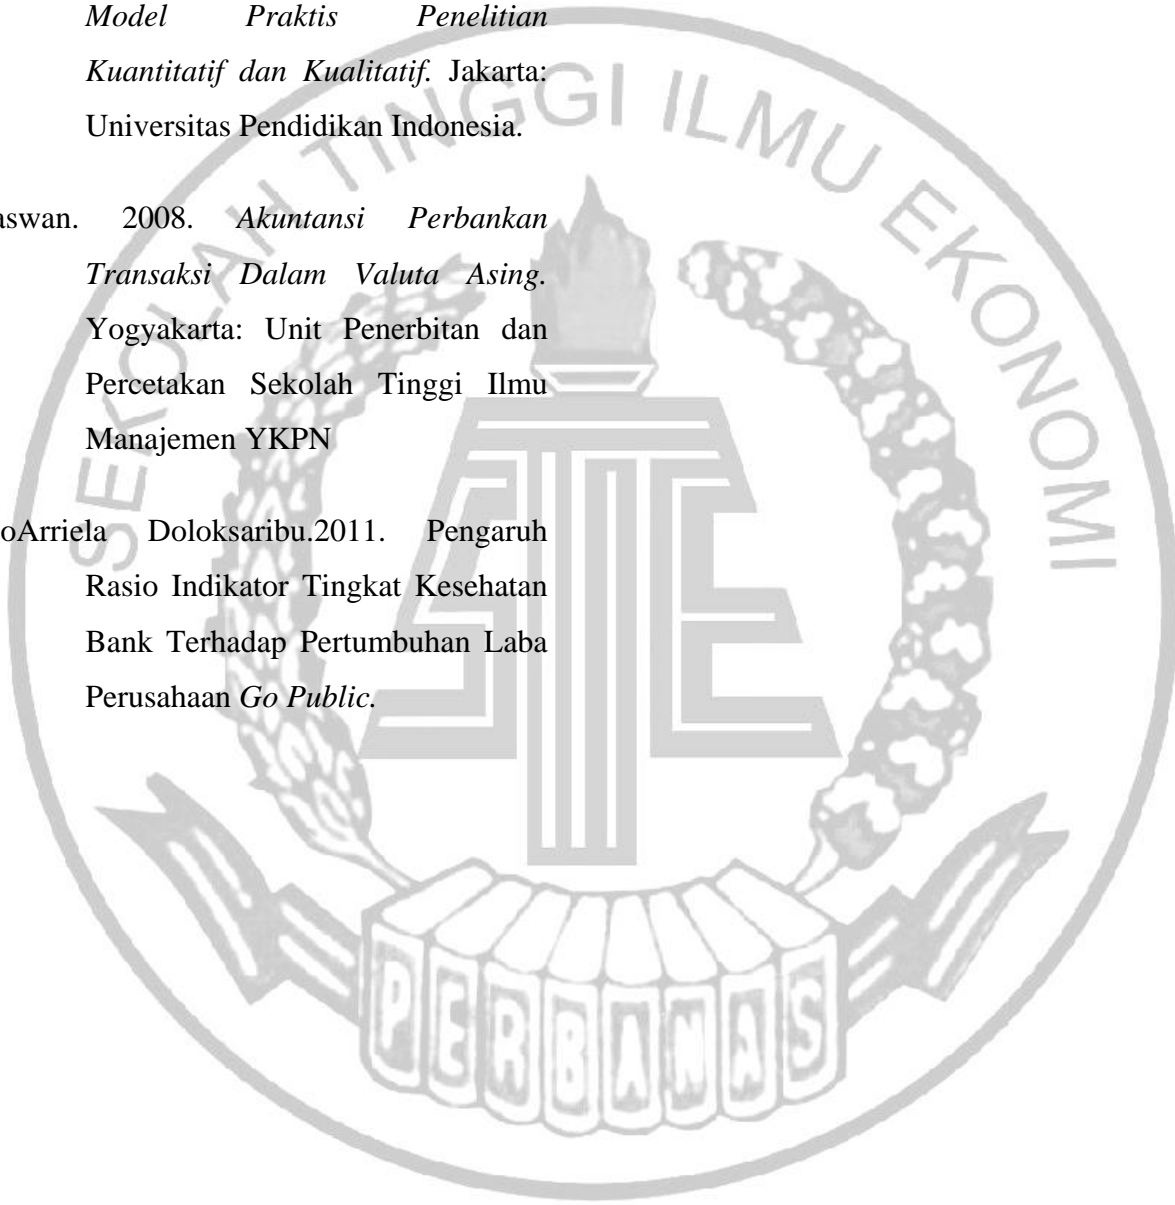 Model Praktis Penelitian
Kuantitatif dan Kualitatif. Jakarta:
Universitas Pendidikan Indonesia.
aswan. 2008. Akuntansi Perbankan
Transaksi Dalam Valuta Asing.
Yogyakarta: Unit Penerbitan dan
Percetakan Sekolah Tinggi Ilmu
Manajemen YKPN
oArriela Doloksaribu.2011. Pengaruh
Rasio Indikator Tingkat Kesehatan
Bank Terhadap Pertumbuhan Laba
Perusahaan Go Public.
SEKOLAH TINGGI ILMU EKONOMI
STIE
PERBANAS